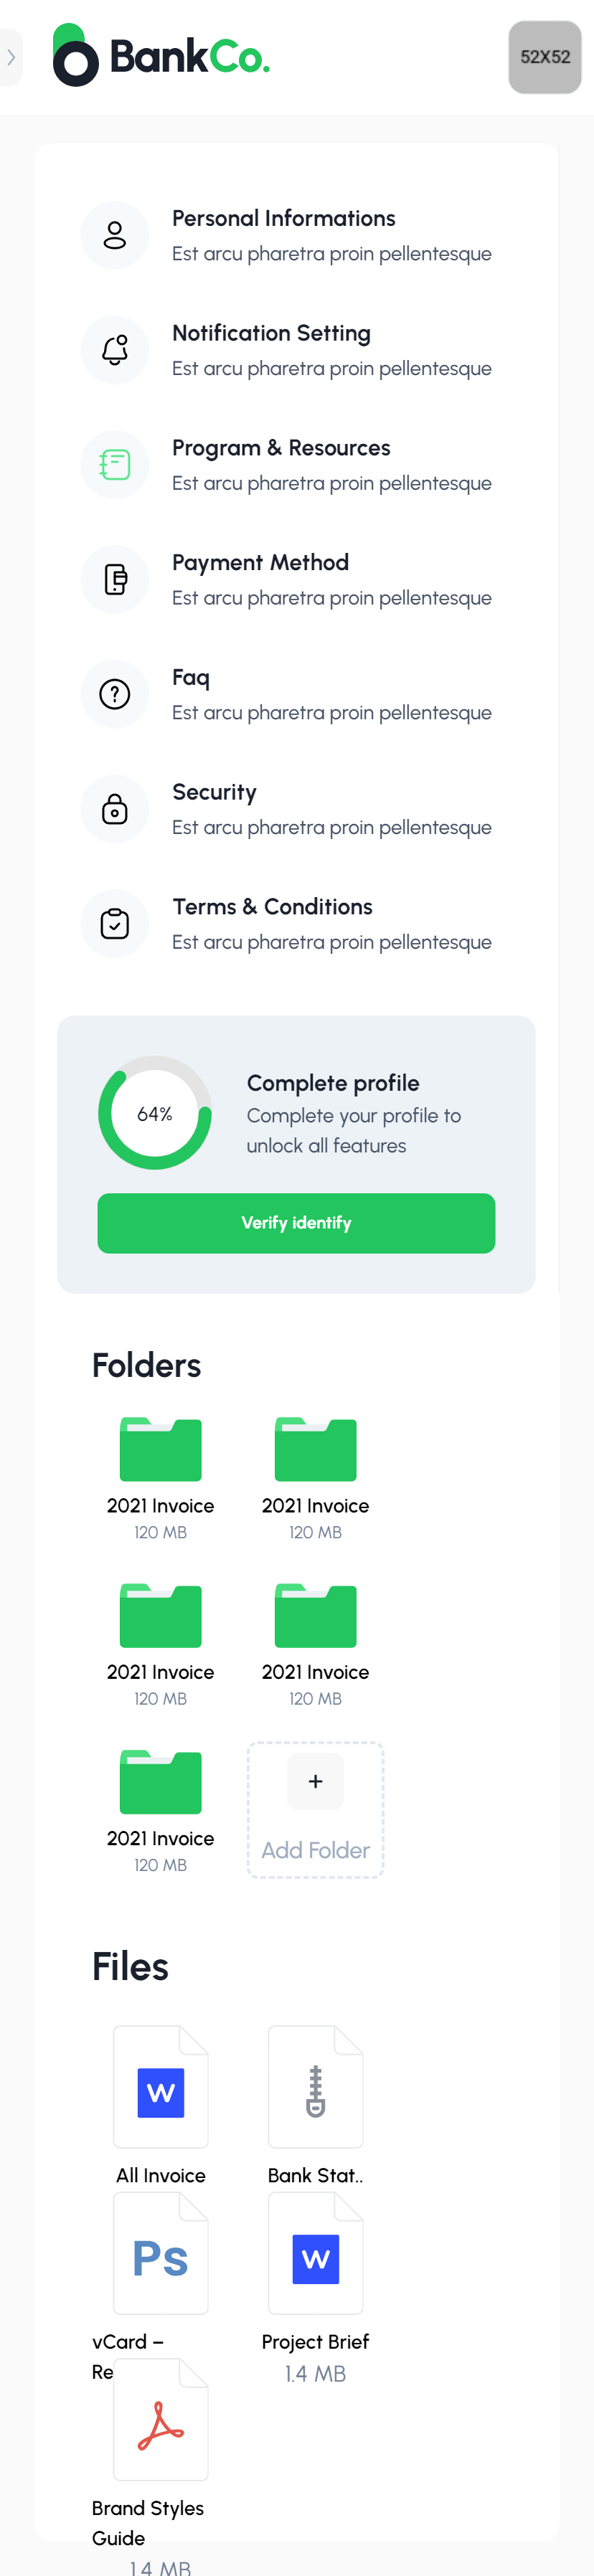 BankCo.
52X52
Personal Informations
Est arcu pharetra proin pellentesque
Notification Setting
Est arcu pharetra proin pellentesque
Program & Resources
Est arcu pharetra proin pellentesque
Payment Method
Est arcu pharetra proin pellentesque
Faq
Est arcu pharetra proin pellentesque
Security
Est arcu pharetra proin pellentesque
Terms & Conditions
Est arcu pharetra proin pellentesque
64%
Complete profile
Complete your profile to
unlock all features
Verify identify
Folders
2021 Invoice
120 MB
2021 Invoice
120 MB
2021 Invoice
120 MB
2021 Invoice
120 MB
2021 Invoice
120 MB
+
Add Folder
Files
W
All Invoice
Bank Stat..
Ps
vCard –
Re
W
Project Brief
1.4 MB
Brand Styles
Guide
1.4 MB